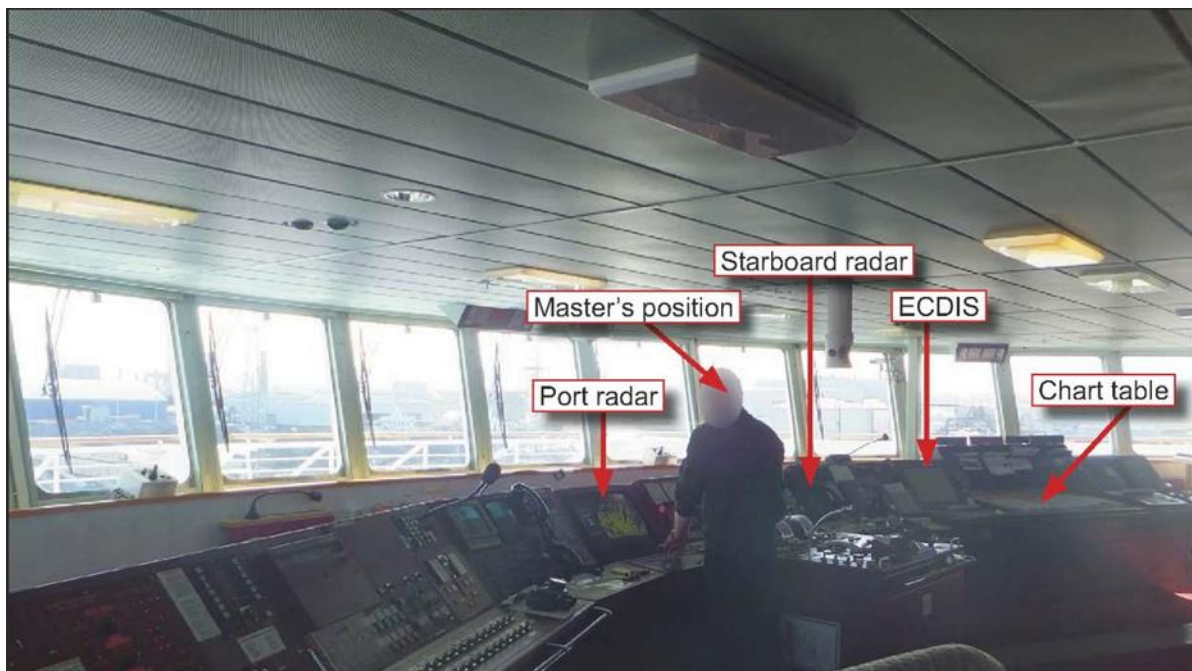 Starboard radar
Master's position
ECDIS
Port radar
Chart table